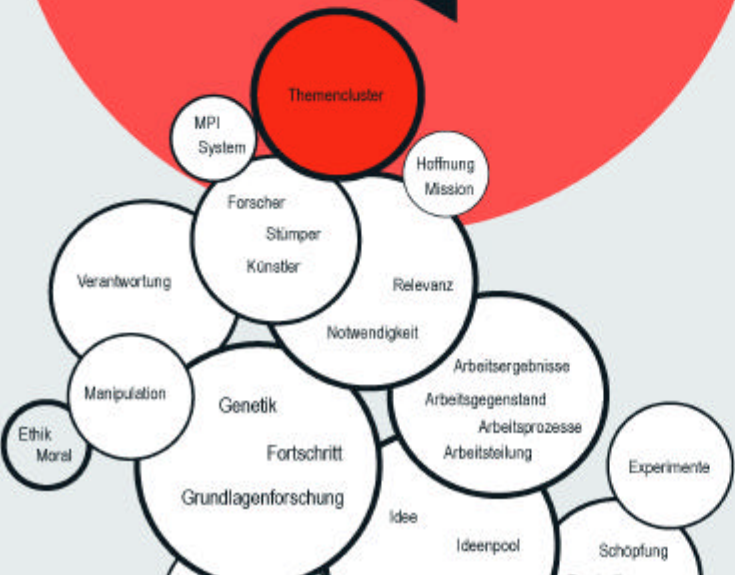 Themencluster
MPI
System
Hoffnung
Mission
Forscher
Stümper
Künstler
Verantwortung
Relevanz
Notwendigkeit
Arbeitsergebnisse
Arbeitsgegenstand
Arbeitsprozesse
Arbeitsteilung
Manipulation
Genetik
Fortschritt
Grundlagenforschung
Ethik
Moral
Experimente
Idee
Ideenpool
Schöpfung